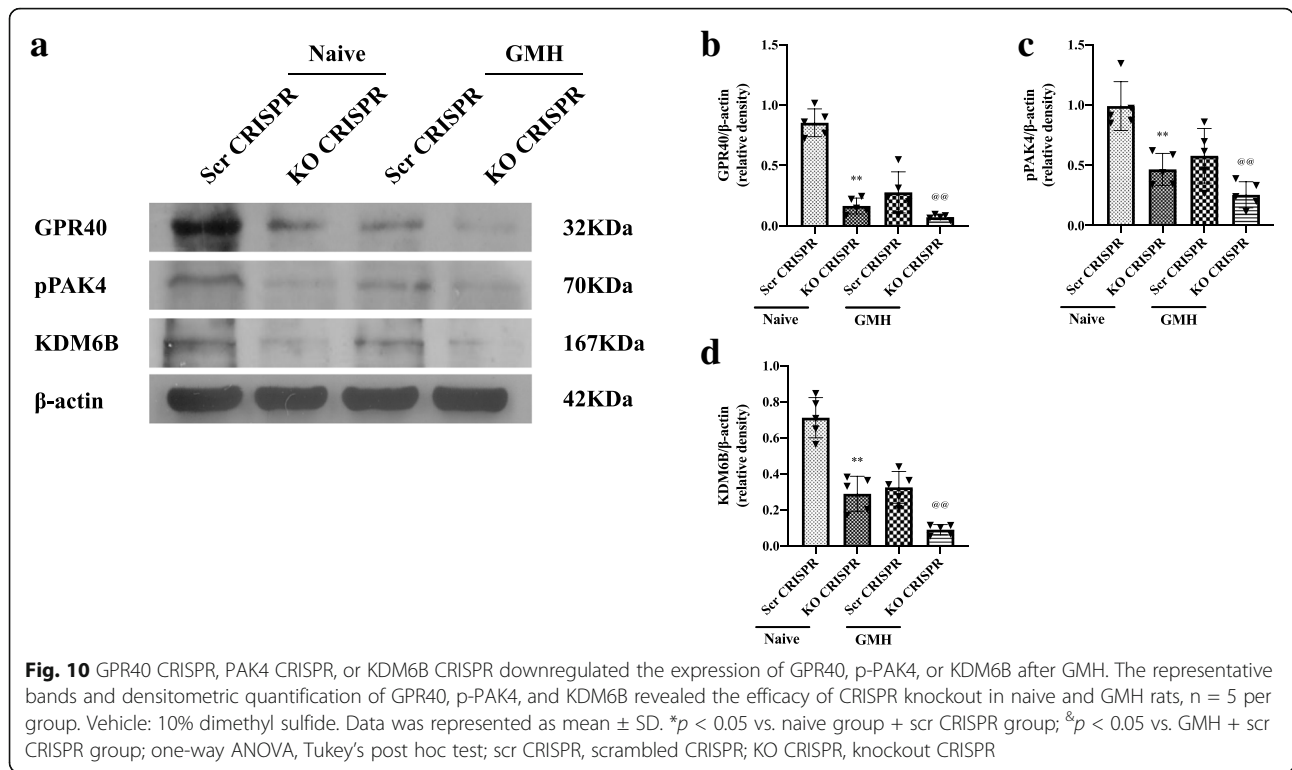 a
Naive GMH
Scr CRISPR KO CRISPR Scr CRISPR KO CRISPR
GPR40 32KDa
pPAK4 70KDa
KDM6B 167KDa
β-actin 42KDa
b
GPR40/β-actin
(relative density)
1.5
1.0
0.5
0.0
**
@@
Scr CRISPR KO CRISPR Scr CRISPR KO CRISPR
Naive GMH
c
pPAK4/β-actin
(relative density)
1.5
1.0
0.5
0.0
**
@@
Scr CRISPR KO CRISPR Scr CRISPR KO CRISPR
Naive GMH
d
KDM6B/β-actin
(relative density)
1.0
0.8
0.6
0.4
0.2
0.0
**
@@
Scr CRISPR KO CRISPR Scr CRISPR KO CRISPR
Naive GMH
Fig. 10 GPR40 CRISPR, PAK4 CRISPR, or KDM6B CRISPR downregulated the expression of GPR40, p-PAK4, or KDM6B after GMH. The representative
bands and densitometric quantification of GPR40, p-PAK4, and KDM6B revealed the efficacy of CRISPR knockout in naive and GMH rats, n = 5 per
group. Vehicle: 10% dimethyl sulfide. Data was represented as mean ± SD. *p < 0.05 vs. naive group + scr CRISPR group; &p < 0.05 vs. GMH + scr
CRISPR group; one-way ANOVA, Tukey's post hoc test; scr CRISPR, scrambled CRISPR; KO CRISPR, knockout CRISPR